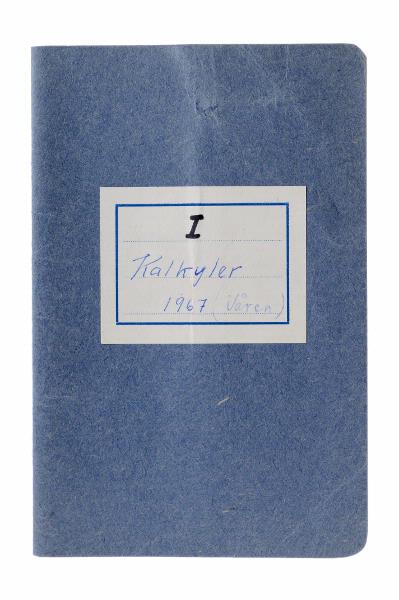 I
Kalkyler
1967 (Våren)